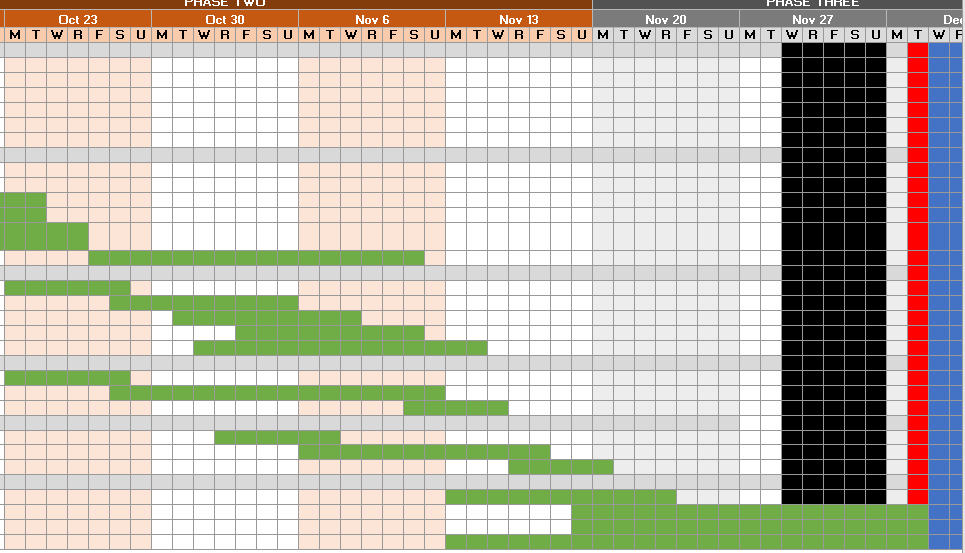 PHASE TWO PHASE THREE
Oct 23 Oct 30 Nov 6 Nov 13 Nov 20 Nov 27 Dec
M T W R F S U M T W R F S U M T W R F S U M T W R F S U M T W R F S U M T W R F S U M T W R